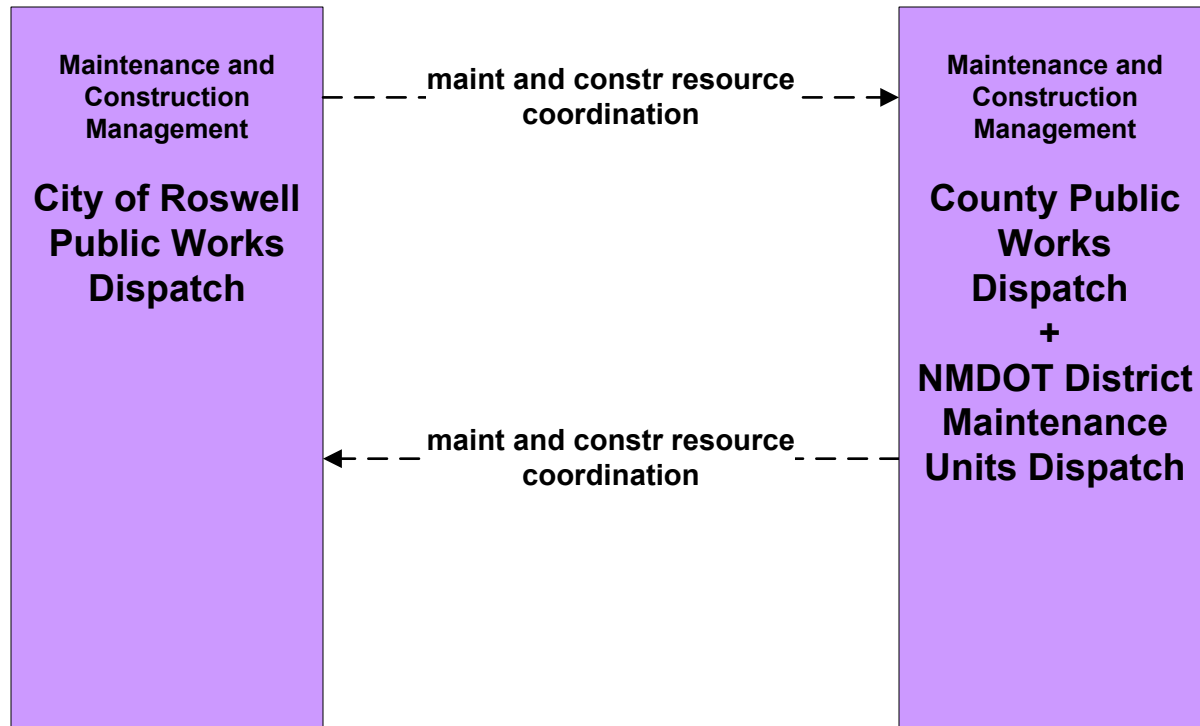 Maintenance and
Construction
Management
City of Roswell
Public Works
Dispatch
maint and constr resource
coordination
maint and constr resource
coordination
Maintenance and
Construction
Management
County Public
Works
Dispatch
+
NMDOT District
Maintenance
Units Dispatch